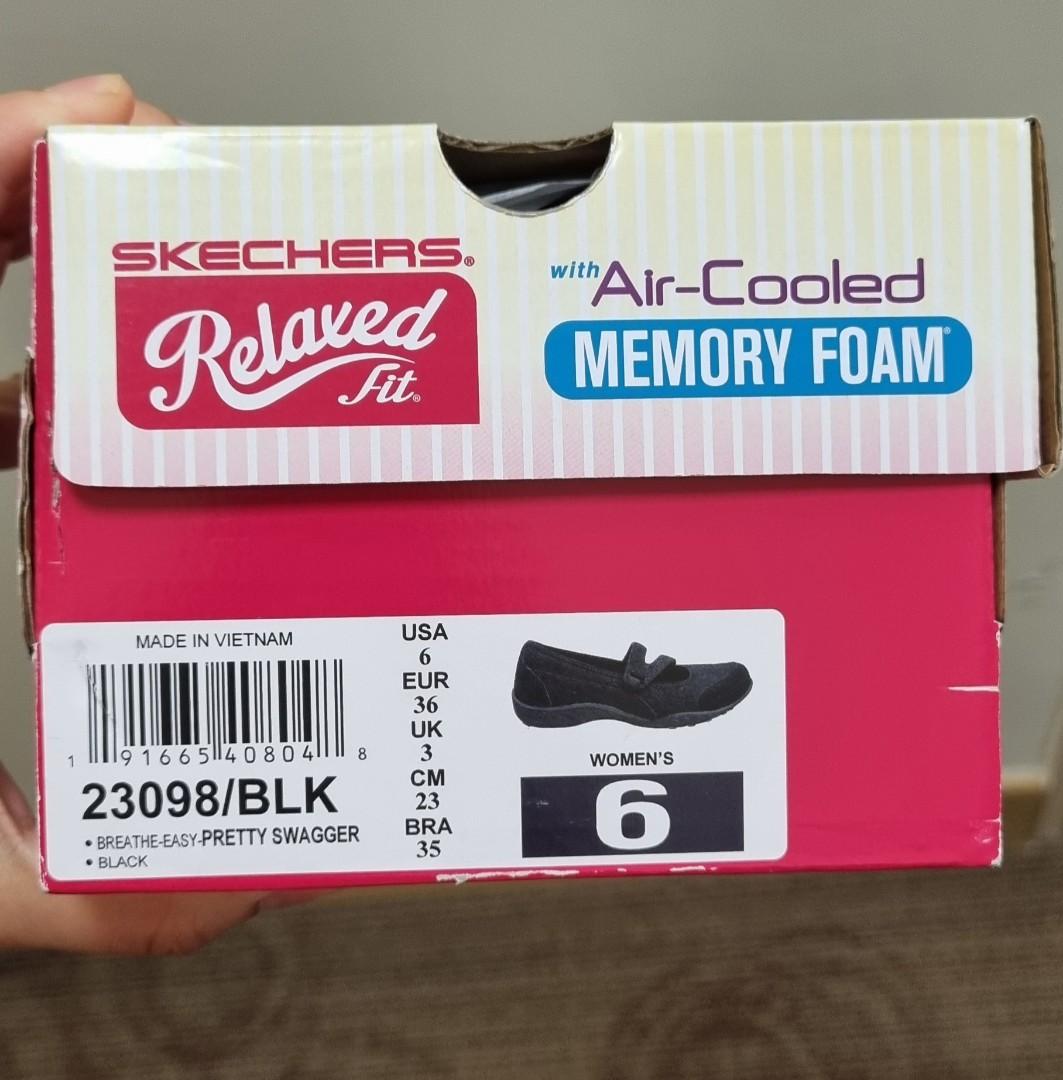 SKECHERS®
Relaxed
Fit®
with Air-Cooled
MEMORY FOAM®
MADE IN VIETNAM
1 91665 40804 8
23098/BLK
• BREATHE-EASY-PRETTY SWAGGER
• BLACK
USA
6
EUR
36
UK
3
CM
23
BRA
35
WOMEN'S
6